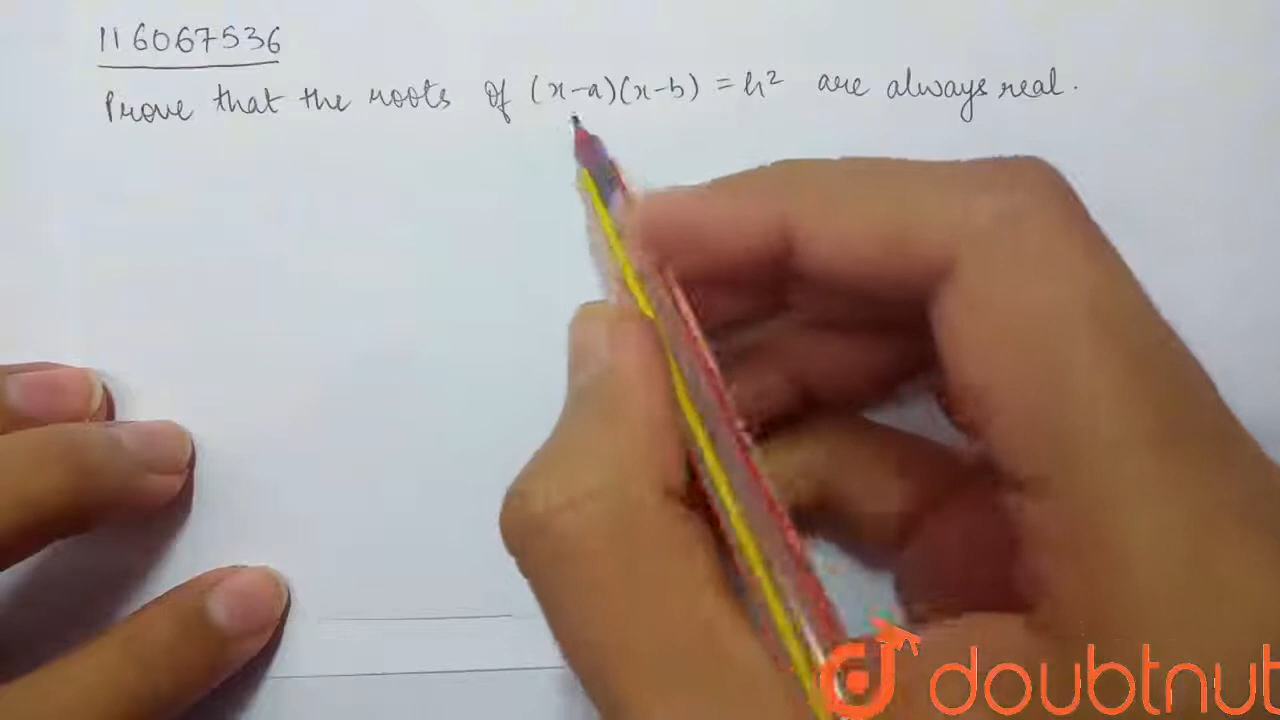 116067536
Prove that the roots of (x-a)(x-b) = h² are always real.
doubtnut